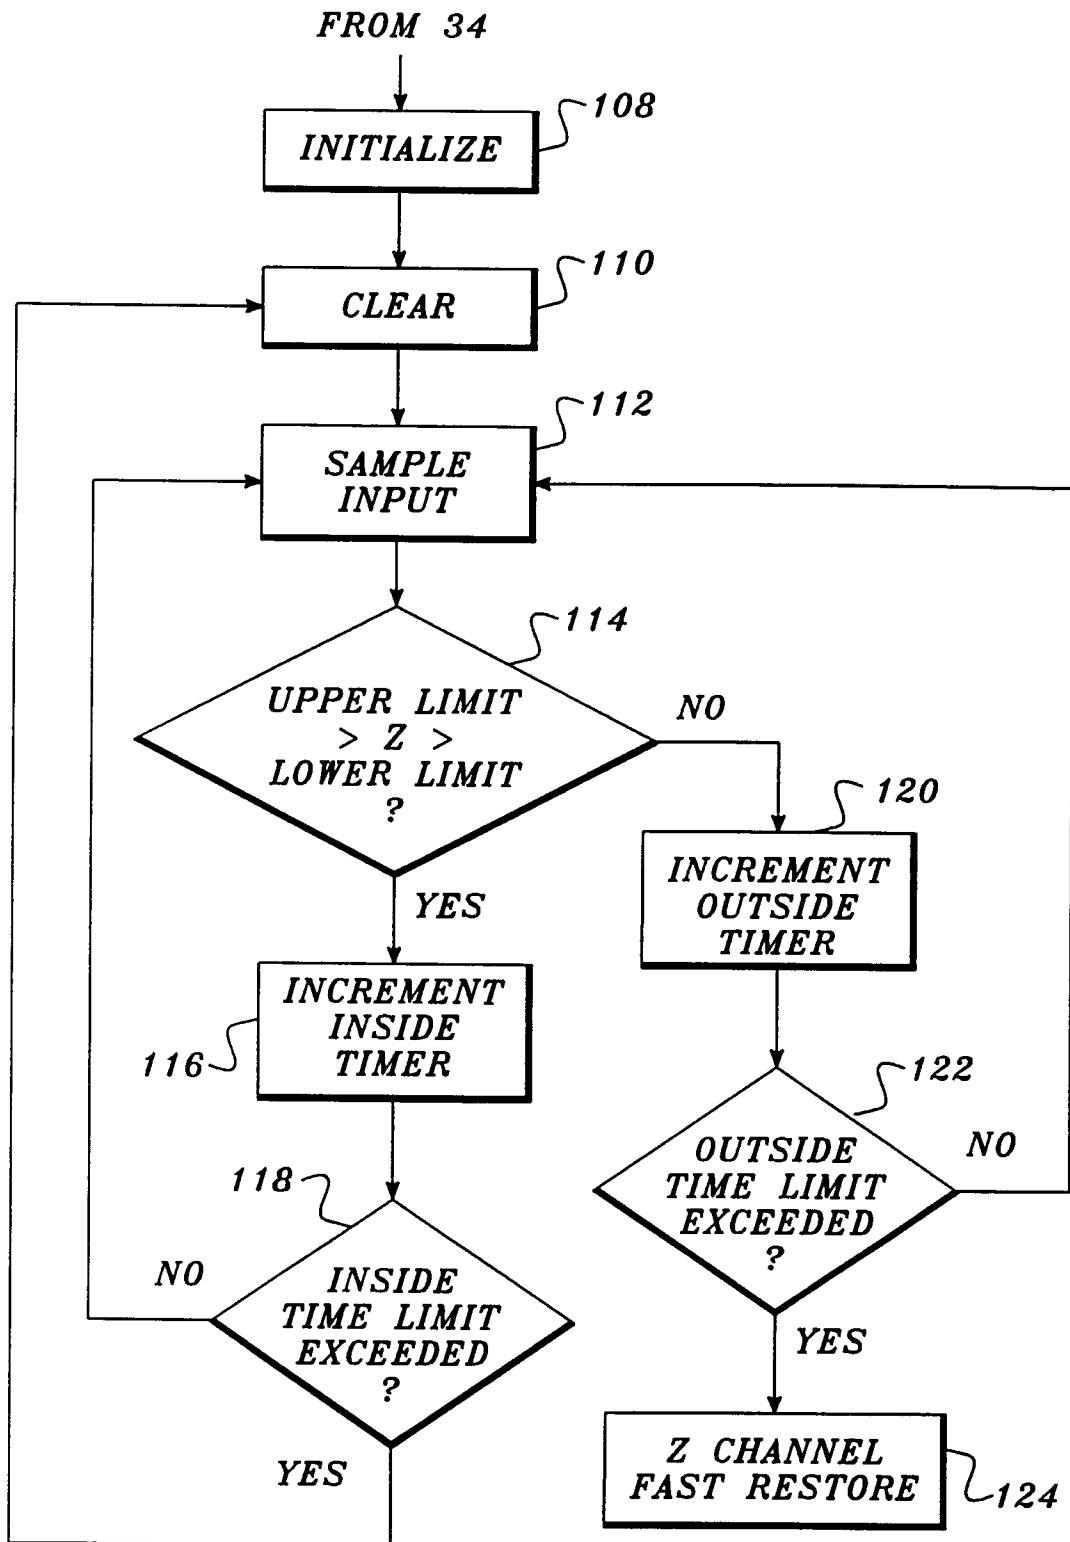 FROM 34
INITIALIZE
108
CLEAR
110
SAMPLE
INPUT
112
UPPER LIMIT
> Z >
LOWER LIMIT
?
114
NO
YES
INCREMENT
OUTSIDE
TIMER
120
INCREMENT
INSIDE
TIMER
116
OUTSIDE
TIME LIMIT
EXCEEDED
?
122
NO
YES
INSIDE
TIME LIMIT
EXCEEDED
?
118
NO
YES
Z CHANNEL
FAST RESTORE
124